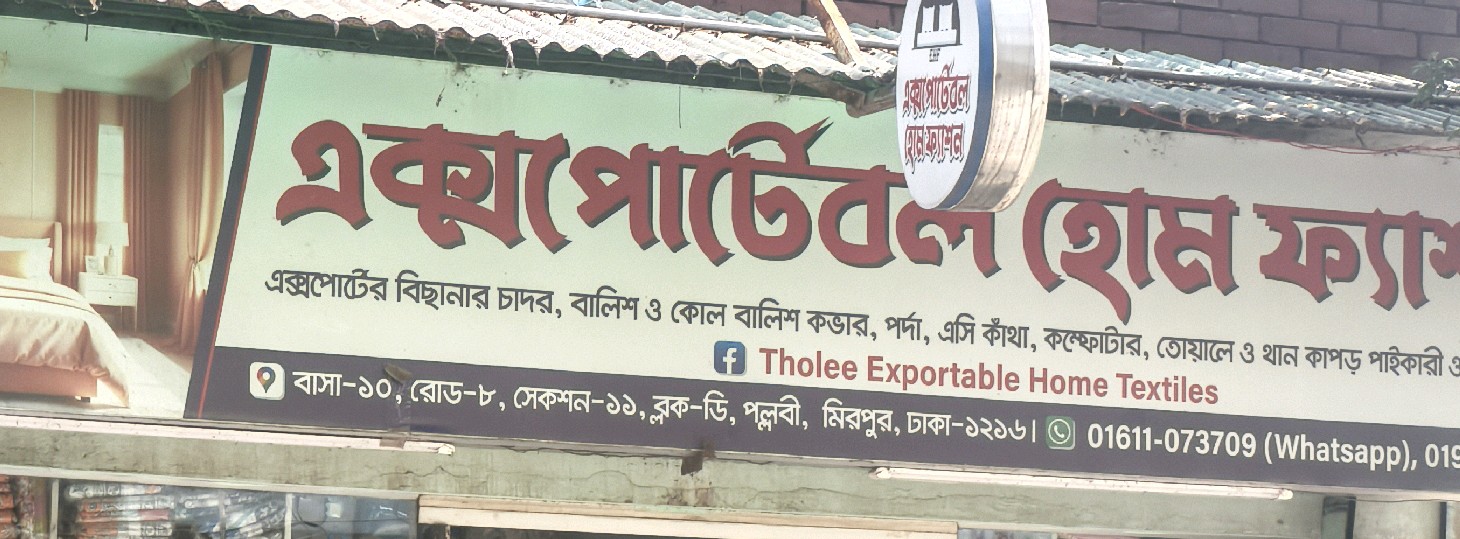 এক্সপোর্টেবল
হোম ফ্যাশন
এক্সপোর্টেবল হোম
এক্সপোর্টের বিছানার চাদর, বালিশ ও কোল বালিশ কভার, পর্দা, এসি কাঁথা, কম্ফোটার, তোয়ালে ও থান কাপড় পাইকারী ও
Tholee Exportable Home Textiles
বাসা-১০, রোড-৮, সেকশন-১১, ব্লক-ডি, পল্লবী, মিরপুর, ঢাকা-১২১৬। 01611-073709 (Whatsapp), 019